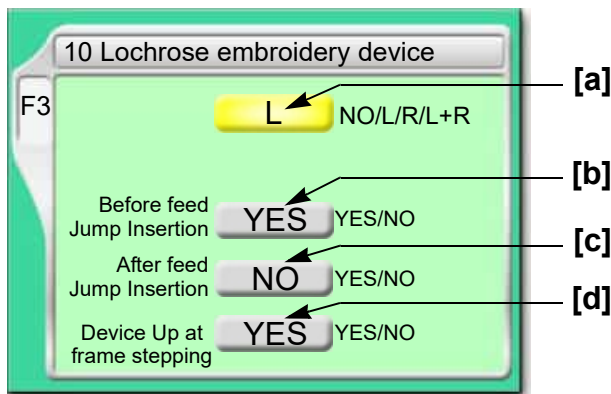 10 Lochrose embroidery device
F3
L NO/L/R/L+R
[a]
Before feed
Jump Insertion YES YES/NO
[b]
After feed
Jump Insertion NO YES/NO
[c]
Device Up at
frame stepping YES YES/NO
[d]